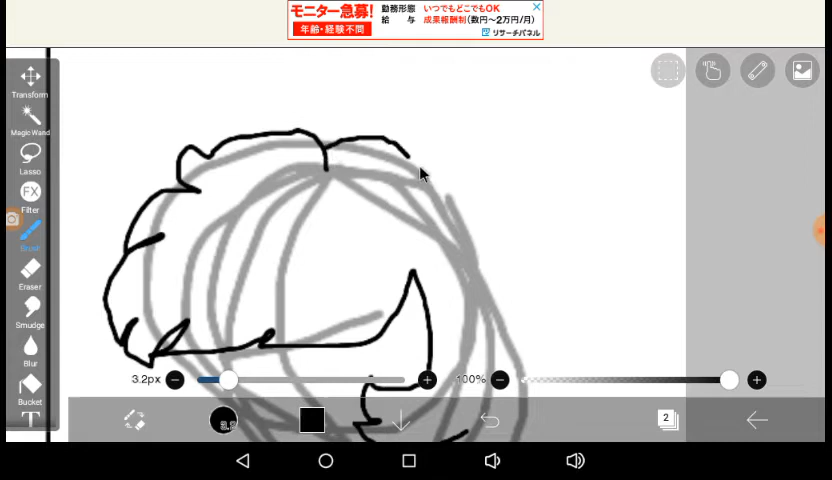 モニター急募!
年齢・経験不問
勤務形態 いつでもどこでもOK
給 与 成果報酬制(数円～2万円/月)
リサーチパネル
Transform
Magic Wand
Lasso
FX
Filter
Eraser
Smudge
Blur
Bucket
T
3.2px
100%
2